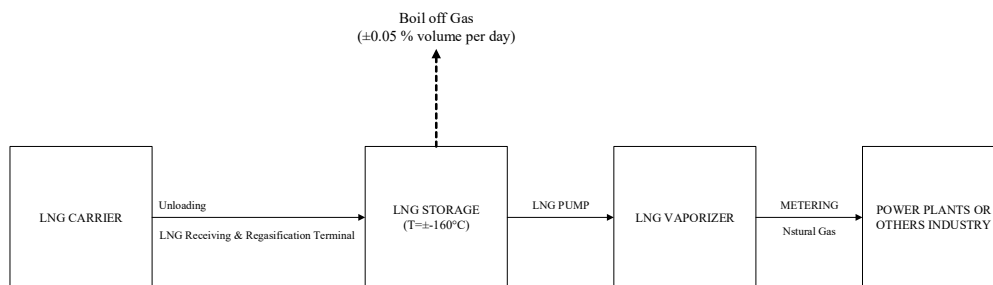 Boil off Gas
(±0.05 % volume per day)
LNG CARRIER
Unloading
LNG Receiving & Regasification Terminal
LNG STORAGE
(T=±-160°C)
LNG PUMP
LNG VAPORIZER
METERING
Nstural Gas
POWER PLANTS OR
OTHERS INDUSTRY